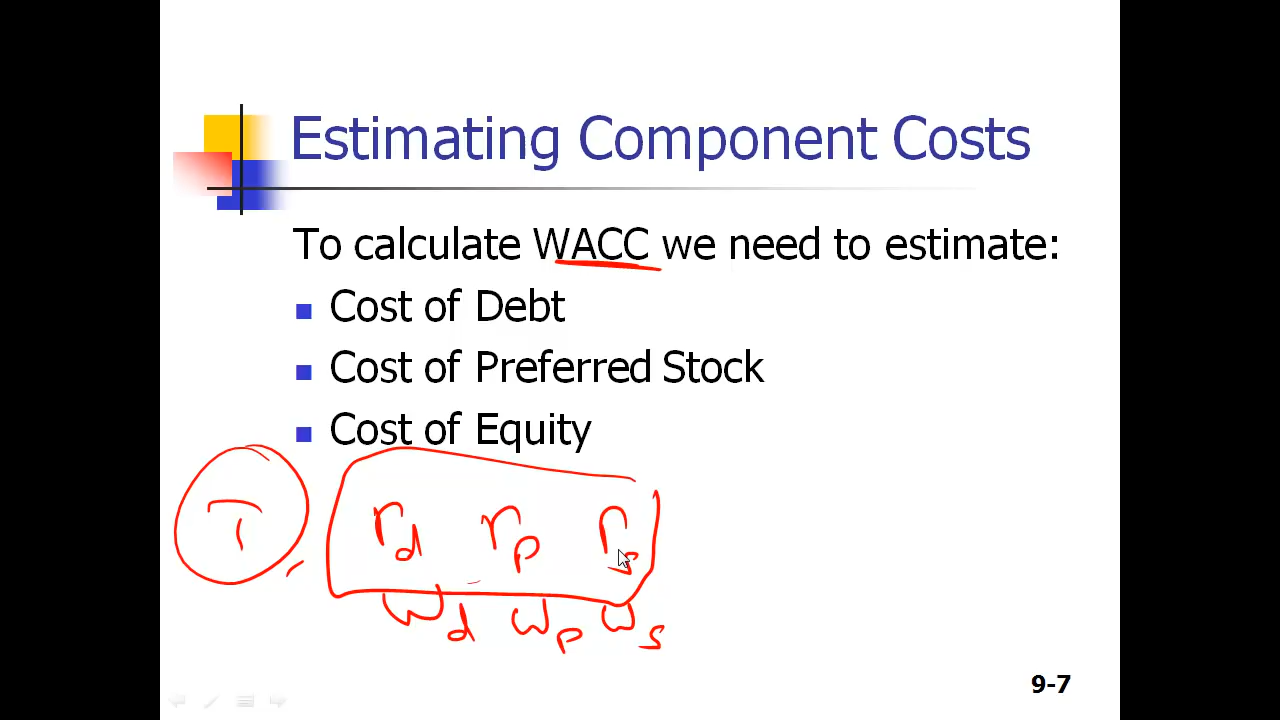 Estimating Component Costs
To calculate WACC we need to estimate:
Cost of Debt
Cost of Preferred Stock
Cost of Equity
T rd rp rs
wd wp ws
9-7